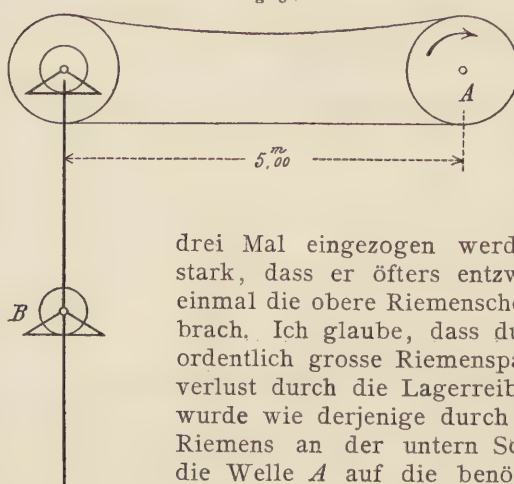 A
5,00 m
B
drei Mal eingezogen werd
stark, dass er öfters entzw
einmal die obere Riemensche
brach. Ich glaube, dass du
ordentlich grosse Riemenspa
verlust durch die Lagerreib
wurde wie derjenige durch
Riemens an der untern Sc
die Welle A auf die benö